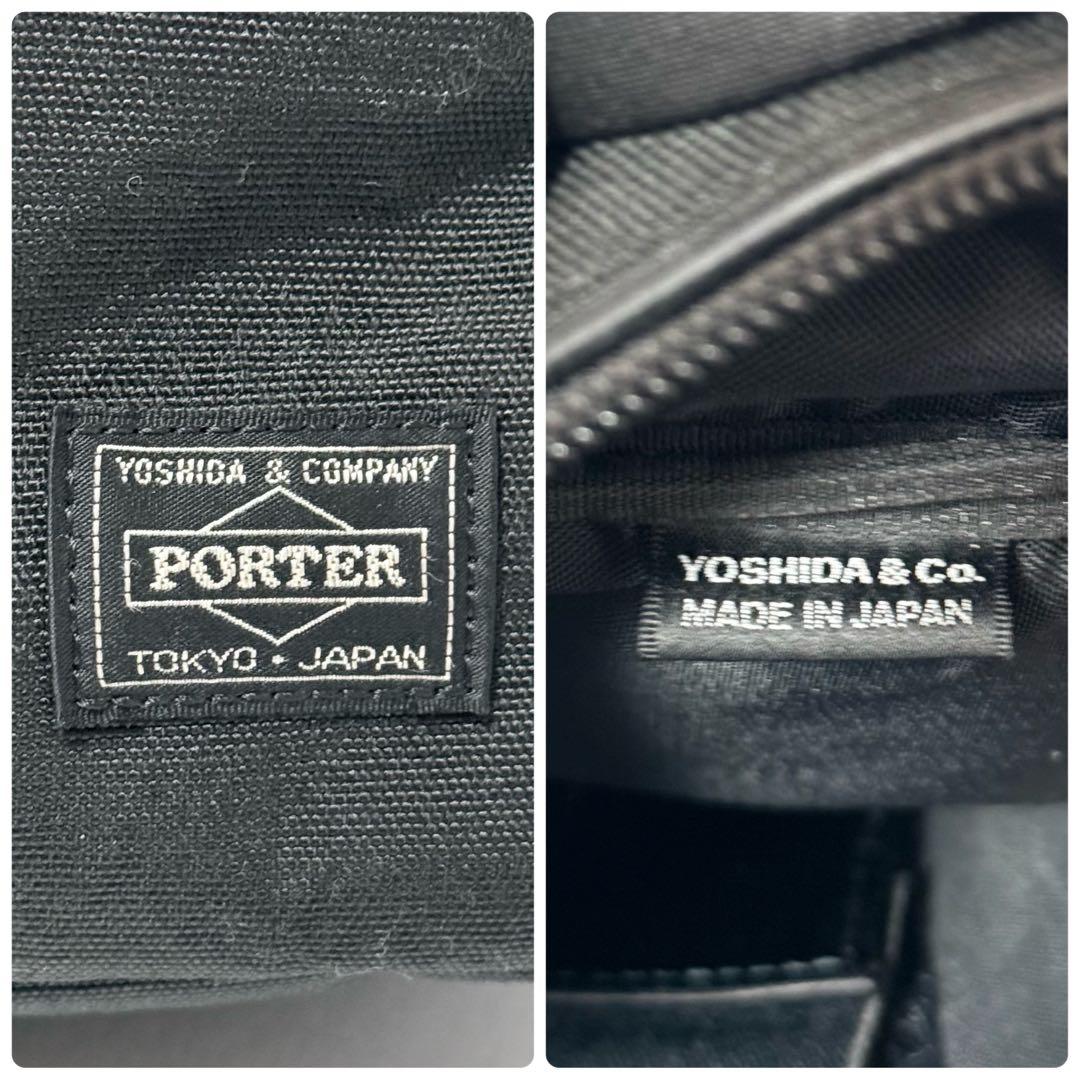 YOSHIDA & COMPANY
PORTER
TOKYO・JAPAN
YOSHIDA & Co.
MADE IN JAPAN